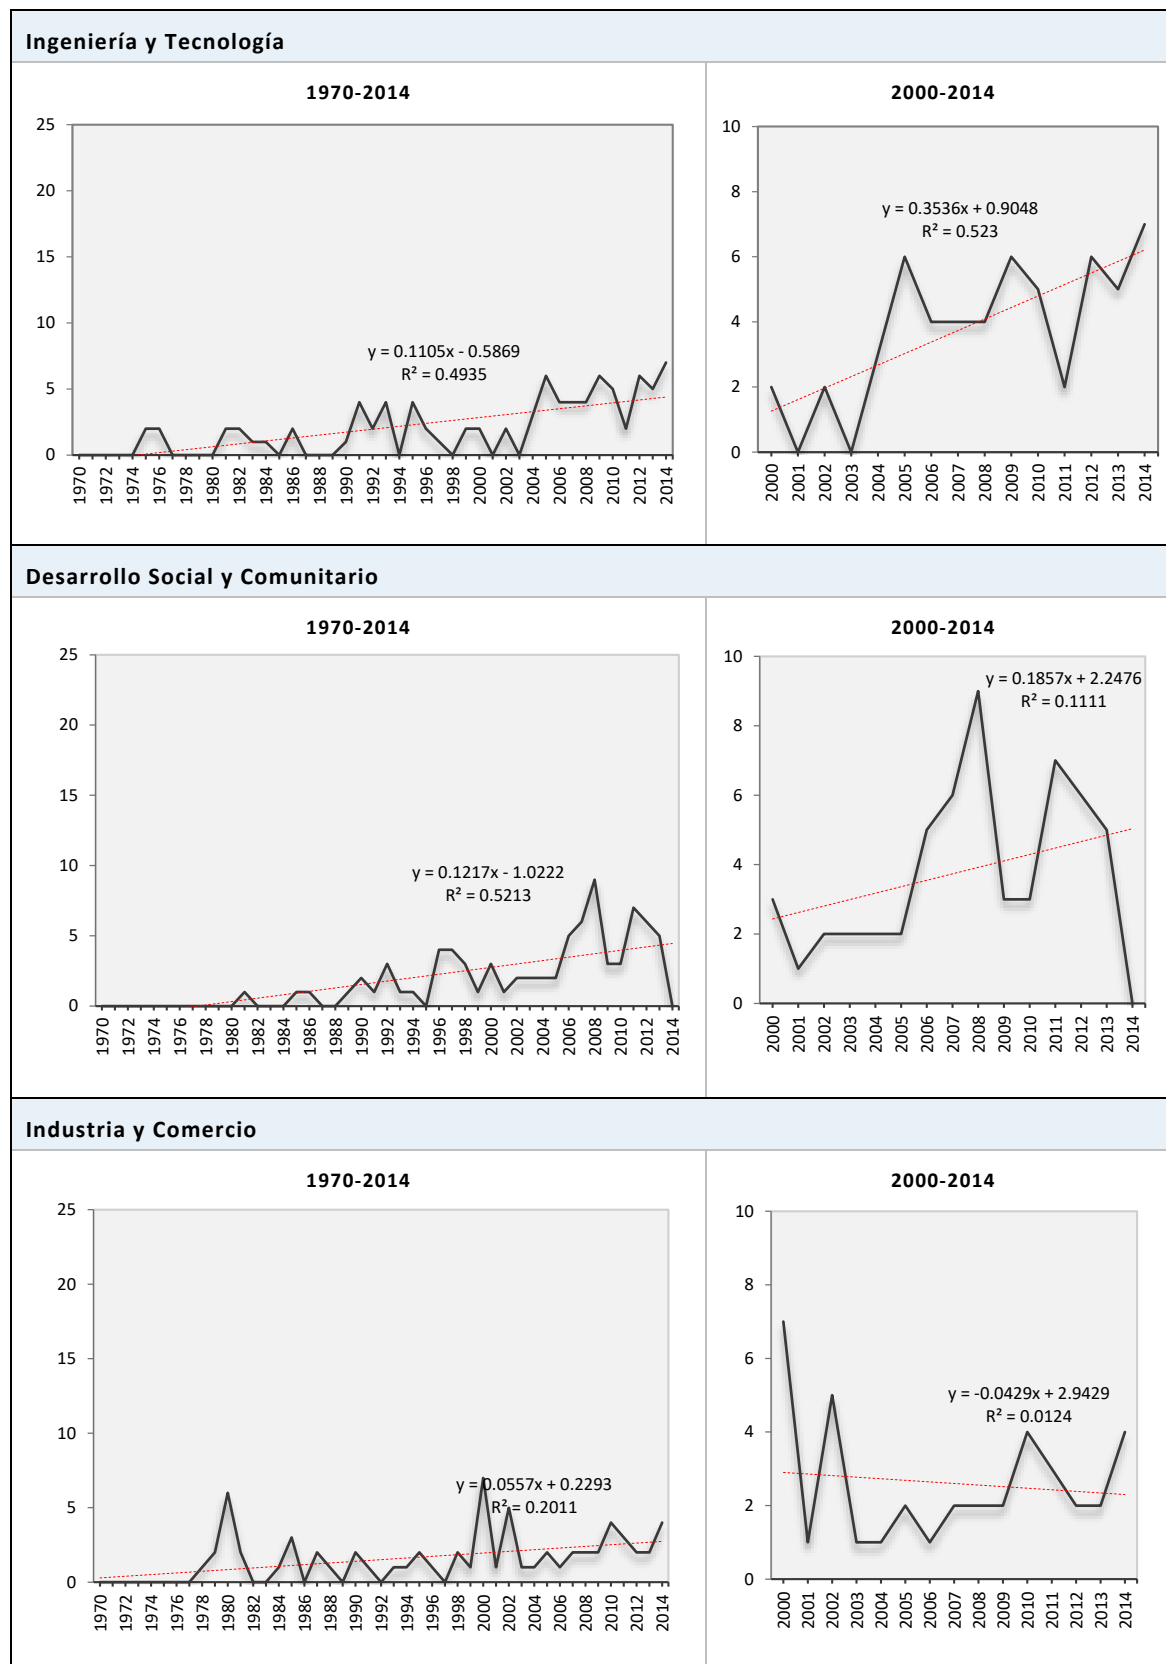 Ingeniería y Tecnología
1970-2014
25
20
15
10
5
0
y = 0.1105x - 0.5869
R² = 0.4935
1970 1972 1974 1976 1978 1980 1982 1984 1986 1988 1990 1992 1994 1996 1998 2000 2002 2004 2006 2008 2010 2012 2014
2000-2014
10
8
6
4
2
0
y = 0.3536x + 0.9048
R² = 0.523
2000 2001 2002 2003 2004 2005 2006 2007 2008 2009 2010 2011 2012 2013 2014
Desarrollo Social y Comunitario
1970-2014
25
20
15
10
5
0
y = 0.1217x - 1.0222
R² = 0.5213
1970 1972 1974 1976 1978 1980 1982 1984 1986 1988 1990 1992 1994 1996 1998 2000 2002 2004 2006 2008 2010 2012 2014
2000-2014
10
8
6
4
2
0
y = 0.1857x + 2.2476
R² = 0.1111
2000 2001 2002 2003 2004 2005 2006 2007 2008 2009 2010 2011 2012 2013 2014
Industria y Comercio
1970-2014
25
20
15
10
5
0
y = 0.0557x + 0.2293
R² = 0.2011
1970 1972 1974 1976 1978 1980 1982 1984 1986 1988 1990 1992 1994 1996 1998 2000 2002 2004 2006 2008 2010 2012 2014
2000-2014
10
8
6
4
2
0
y = -0.0429x + 2.9429
R² = 0.0124
2000 2001 2002 2003 2004 2005 2006 2007 2008 2009 2010 2011 2012 2013 2014